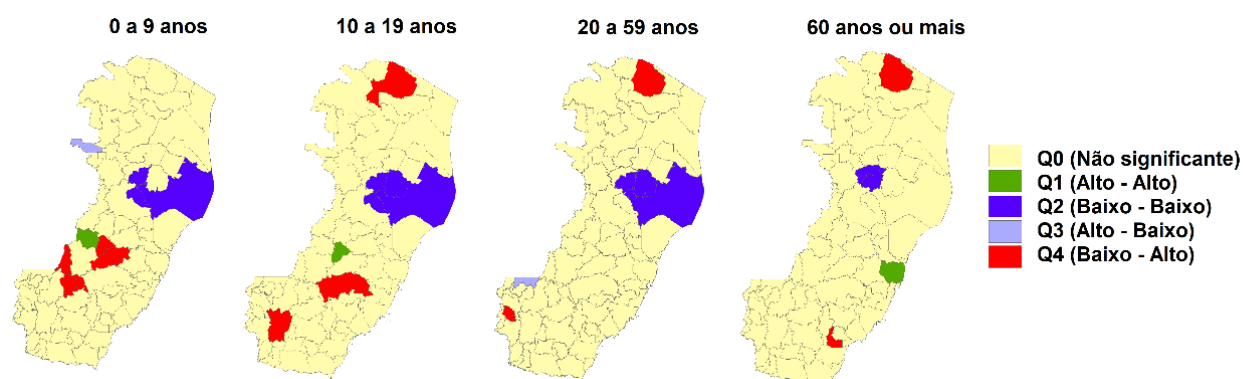 0 a 9 anos
10 a 19 anos
20 a 59 anos
60 anos ou mais
Q0 (Não significante)
Q1 (Alto - Alto)
Q2 (Baixo - Baixo)
Q3 (Alto - Baixo)
Q4 (Baixo - Alto)